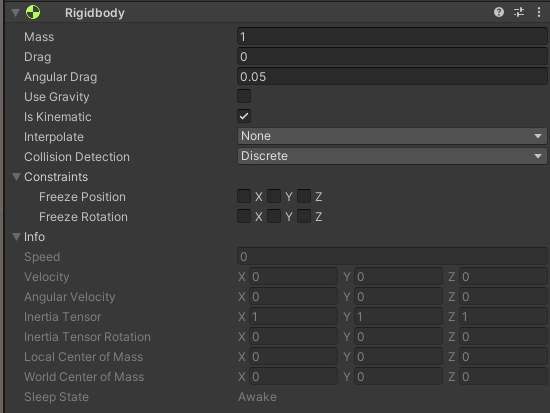 Rigidbody
Mass 1
Drag 0
Angular Drag 0.05
Use Gravity
Is Kinematic
Interpolate None
Collision Detection Discrete
Constraints
Freeze Position X Y Z
Freeze Rotation X Y Z
Info
Speed 0
Velocity X 0 Y 0 Z 0
Angular Velocity X 0 Y 0 Z 0
Inertia Tensor X 1 Y 1 Z 1
Inertia Tensor Rotation X 0 Y 0 Z 0
Local Center of Mass X 0 Y 0 Z 0
World Center of Mass X 0 Y 0 Z 0
Sleep State Awake